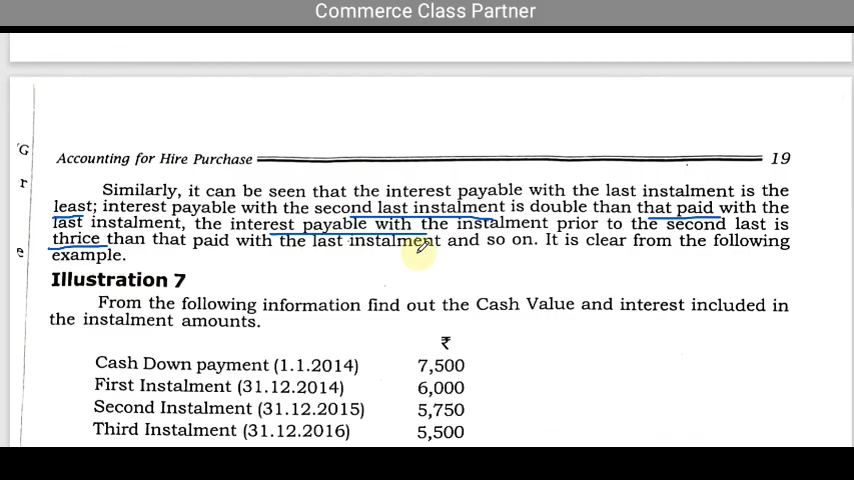 Commerce Class Partner
G
r
e
Accounting for Hire Purchase 19
Similarly, it can be seen that the interest payable with the last instalment is the
least; interest payable with the second last instalment is double than that paid with the
last instalment, the interest payable with the instalment prior to the second last is
thrice than that paid with the last instalment and so on. It is clear from the following
example.
Illustration 7
From the following information find out the Cash Value and interest included in
the instalment amounts.
₹
Cash Down payment (1.1.2014) 7,500
First Instalment (31.12.2014) 6,000
Second Instalment (31.12.2015) 5,750
Third Instalment (31.12.2016) 5,500